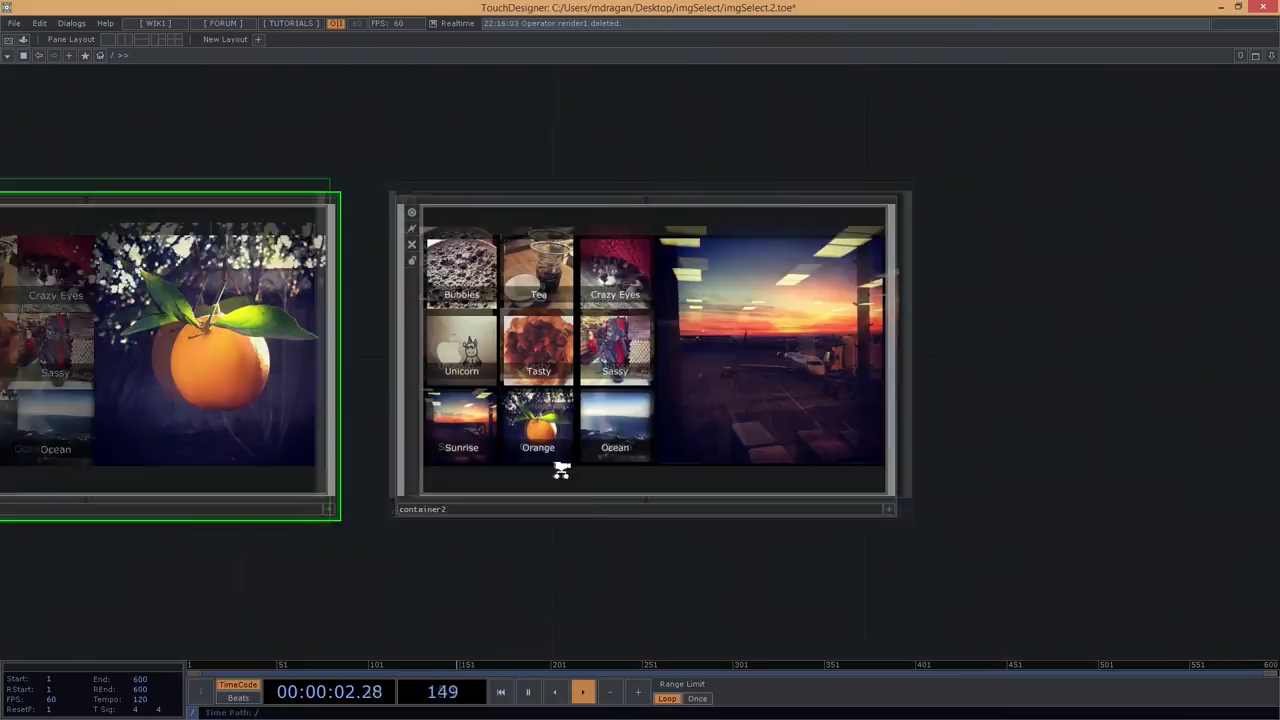 TouchDesigner: C:/Users/mdragan/Desktop/imgSelect/imgSelect.2.toe*
File Edit Dialogs Help [ WIKI ] [ FORUM ] [ TUTORIALS ] O|I 60 FPS: 60 Realtime 22:16:03 Operator render1 deleted.
Pane Layout New Layout +
/ >> 0
Crazy Eyes
Sassy
Ocean
Bubbles Tea Crazy Eyes
Unicorn Tasty Sassy
Sunrise Orange Ocean
container2
1 51 101 151 201 251 301 351 401 451 501 551 600
Start: 1 End: 600
RStart: 1 REnd: 600
FPS: 60 Tempo: 120
ResetF: 1 T Sig: 4 4
TimeCode
Beats
00:00:02.28 149
- +
Range Limit
Loop Once
/ Time Path: /